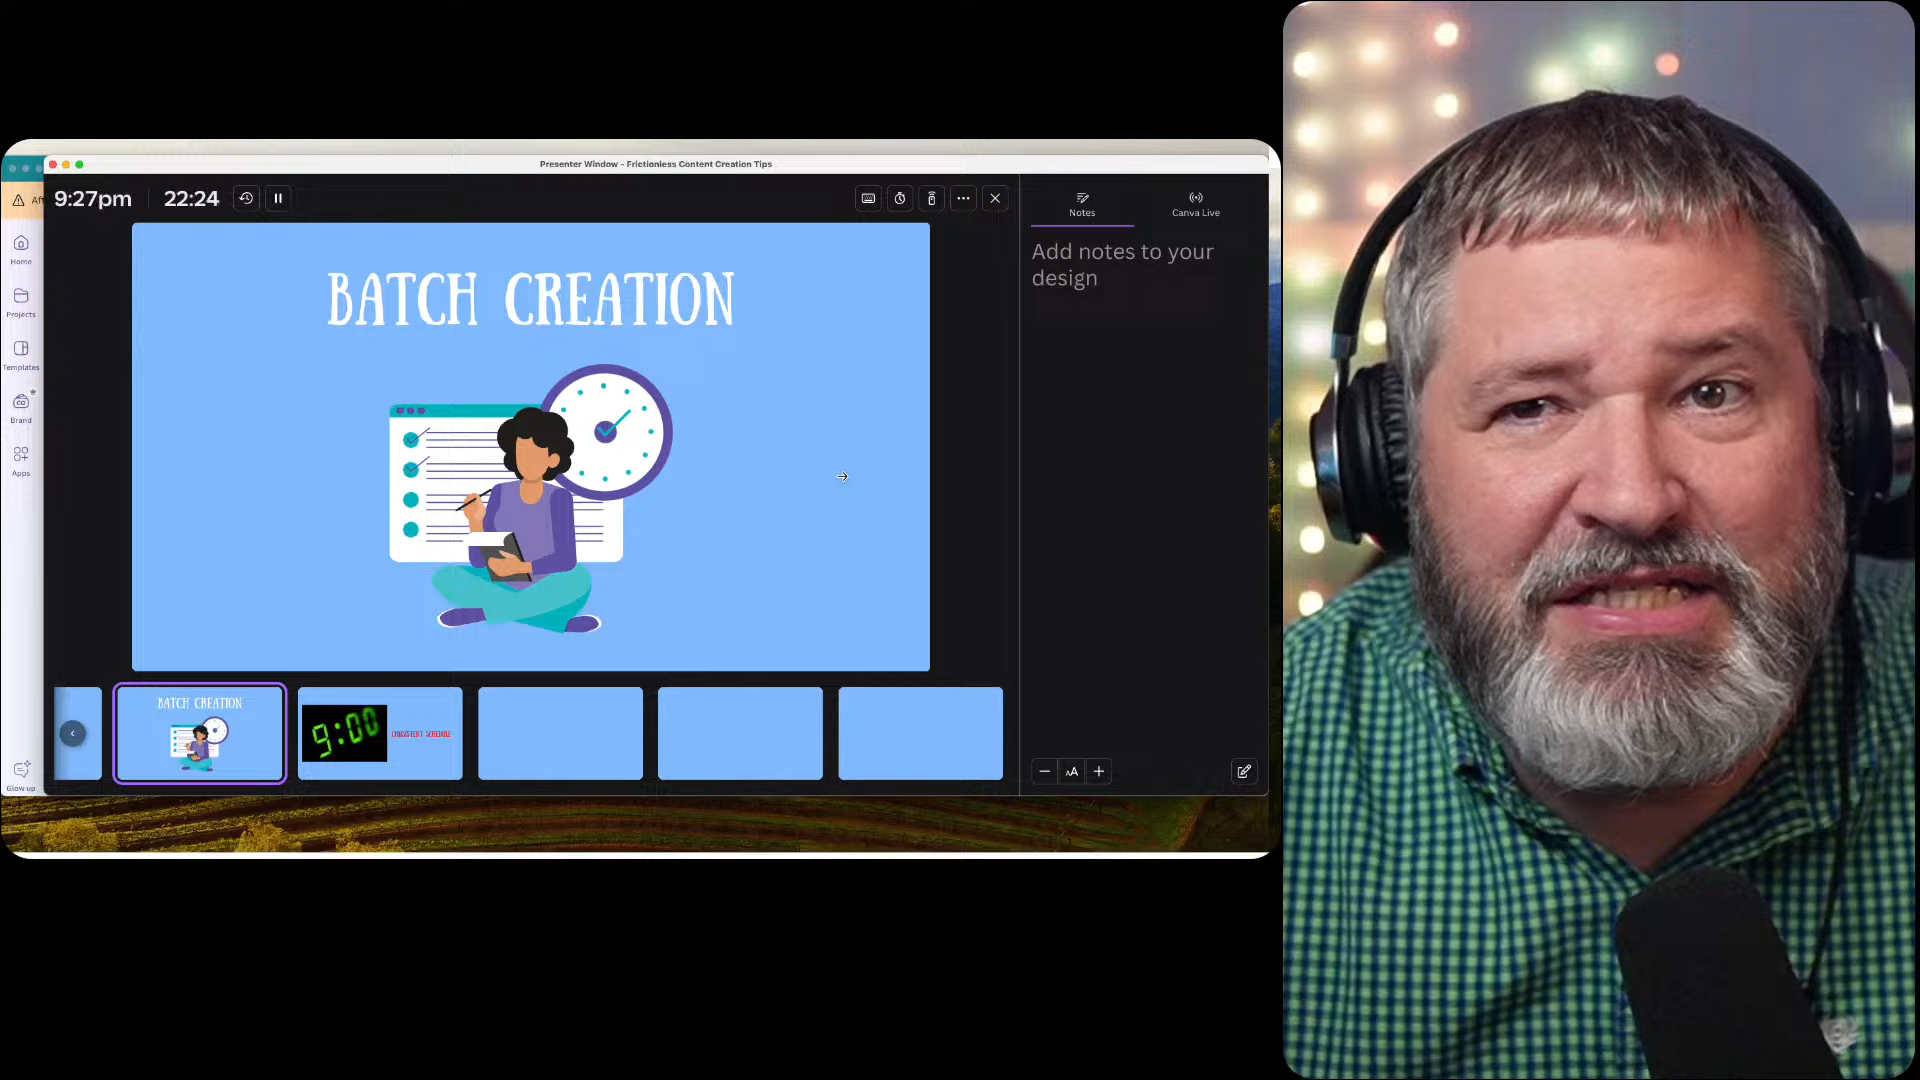 Presenter Window - Frictionless Content Creation Tips
9:27pm
22:24
Notes
Canva Live
Add notes to your
design
Home
Projects
Templates
Brand
Apps
Glow up
BATCH CREATION
BATCH CREATION
9:00
CONSISTENT SCHEDULE
AA